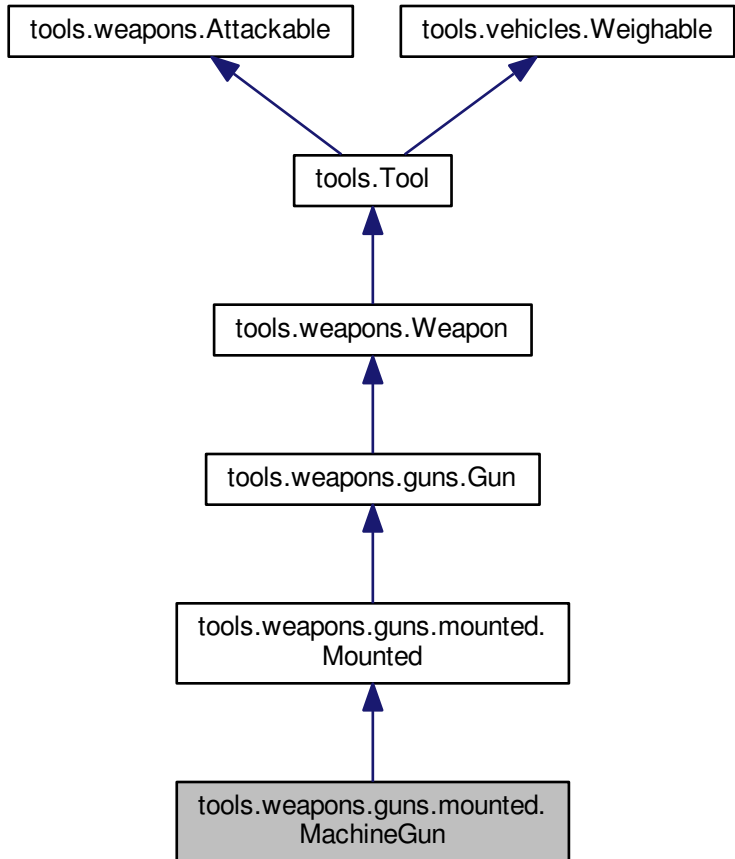 tools.weapons.Attackable
tools.vehicles.Weighable
tools.Tool
tools.weapons.Weapon
tools.weapons.guns.Gun
tools.weapons.guns.mounted.
Mounted
tools.weapons.guns.mounted.
MachineGun